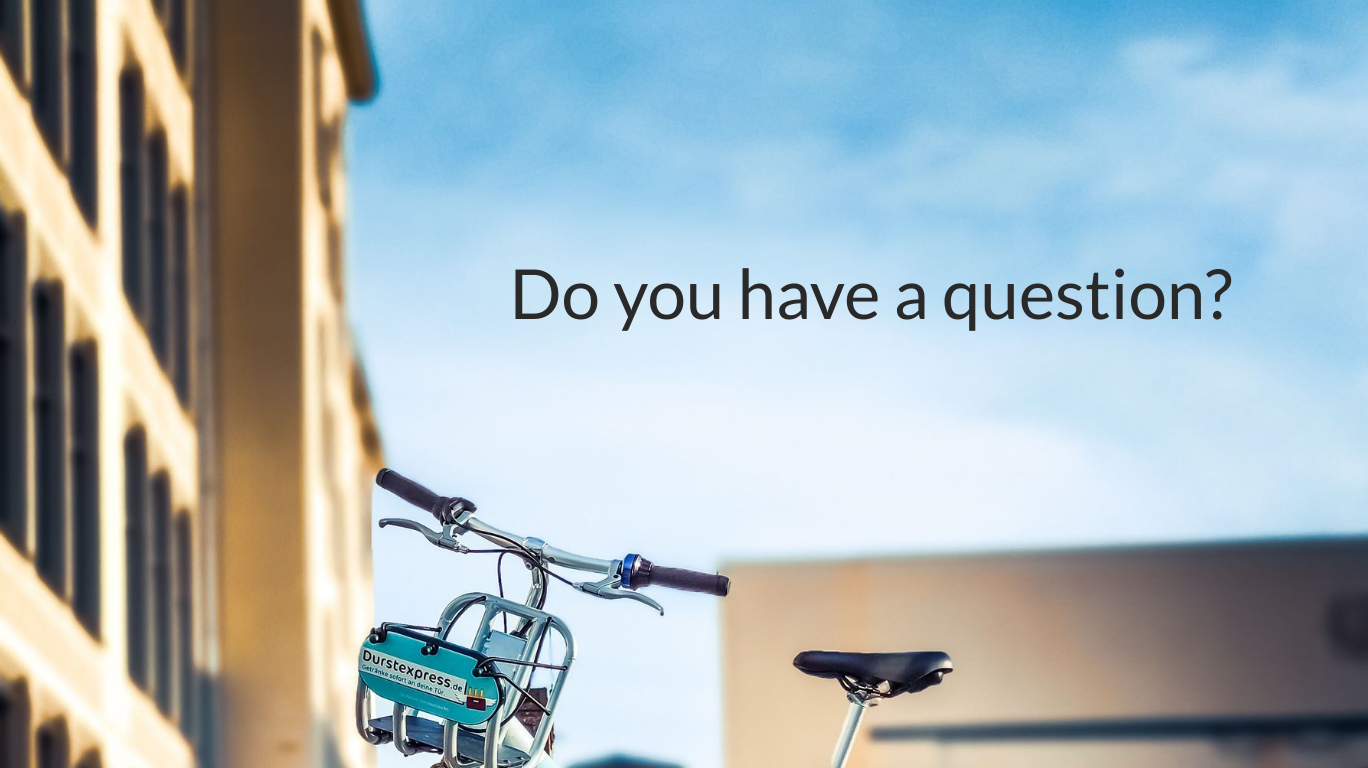 Do you have a question?
Durstexpress.de
Getränke sofort an deine Tür